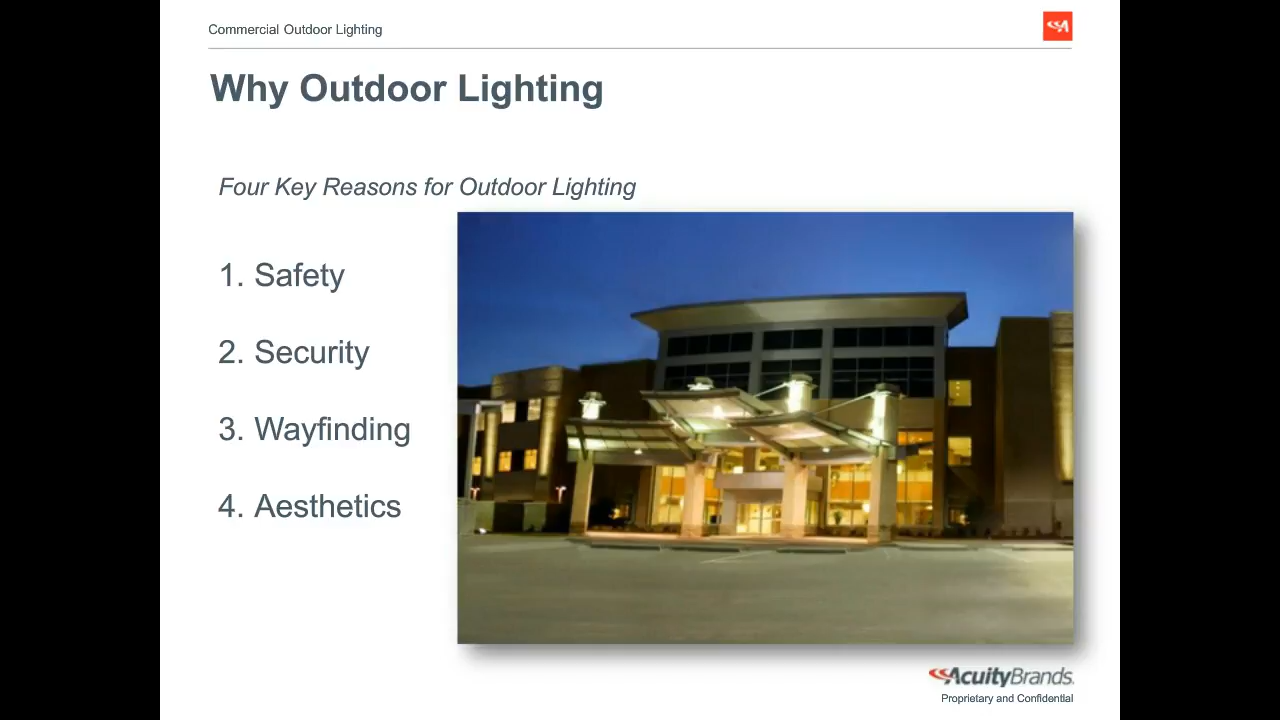 Commercial Outdoor Lighting
Why Outdoor Lighting
Four Key Reasons for Outdoor Lighting
1. Safety
2. Security
3. Wayfinding
4. Aesthetics
AcuityBrands.
Proprietary and Confidential